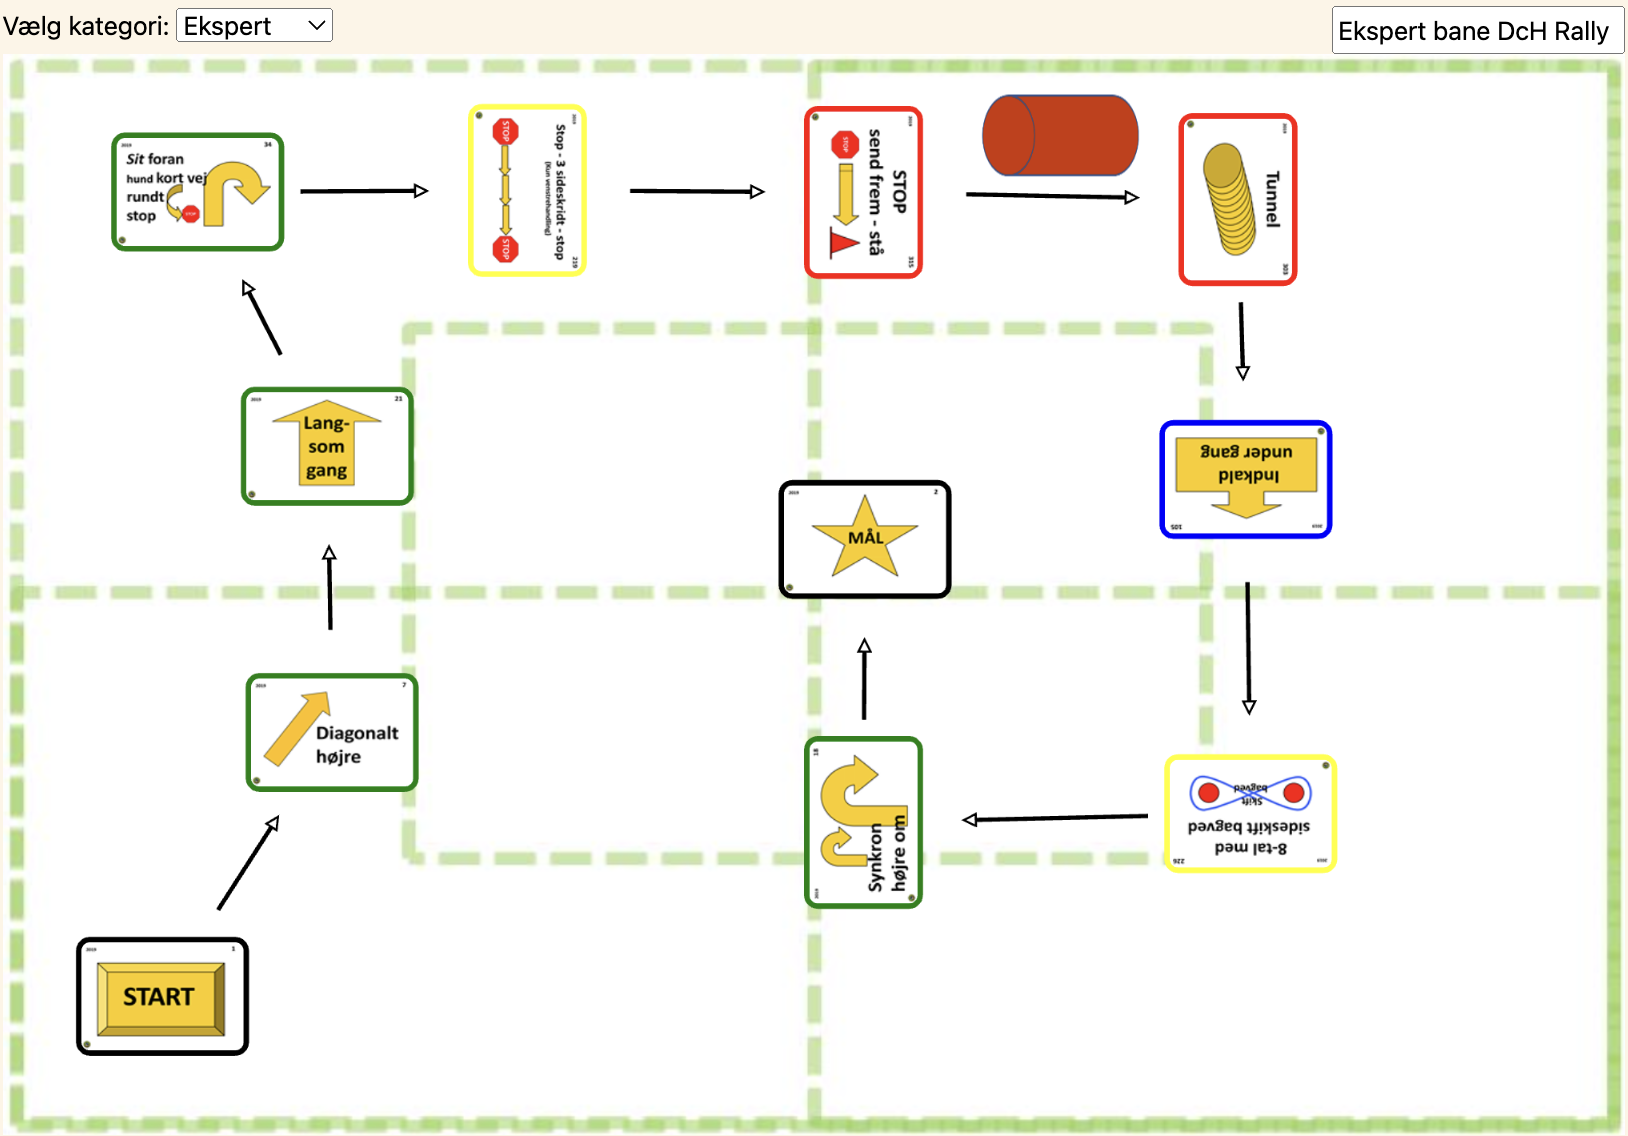 Vælg kategori: Ekspert
Ekspert bane DcH Rally
2019 34
Sit foran
hund kort vej
rundt
stop
STOP
2019
STOP
STOP
Stop - 3 sideskridt - stop
(Kun venstrehandling)
219
2019
STOP
STOP
send frem - stå
315
2019
Tunnel
303
2019 21
Lang-
som
gang
2019 2
MÅL
Indkald
under gang
2019 105
2019 7
Diagonalt
højre
18
Synkron
højre om
2019
2019 226
8-tal med
sideskift bagved
Skift
bagved
2019 1
START